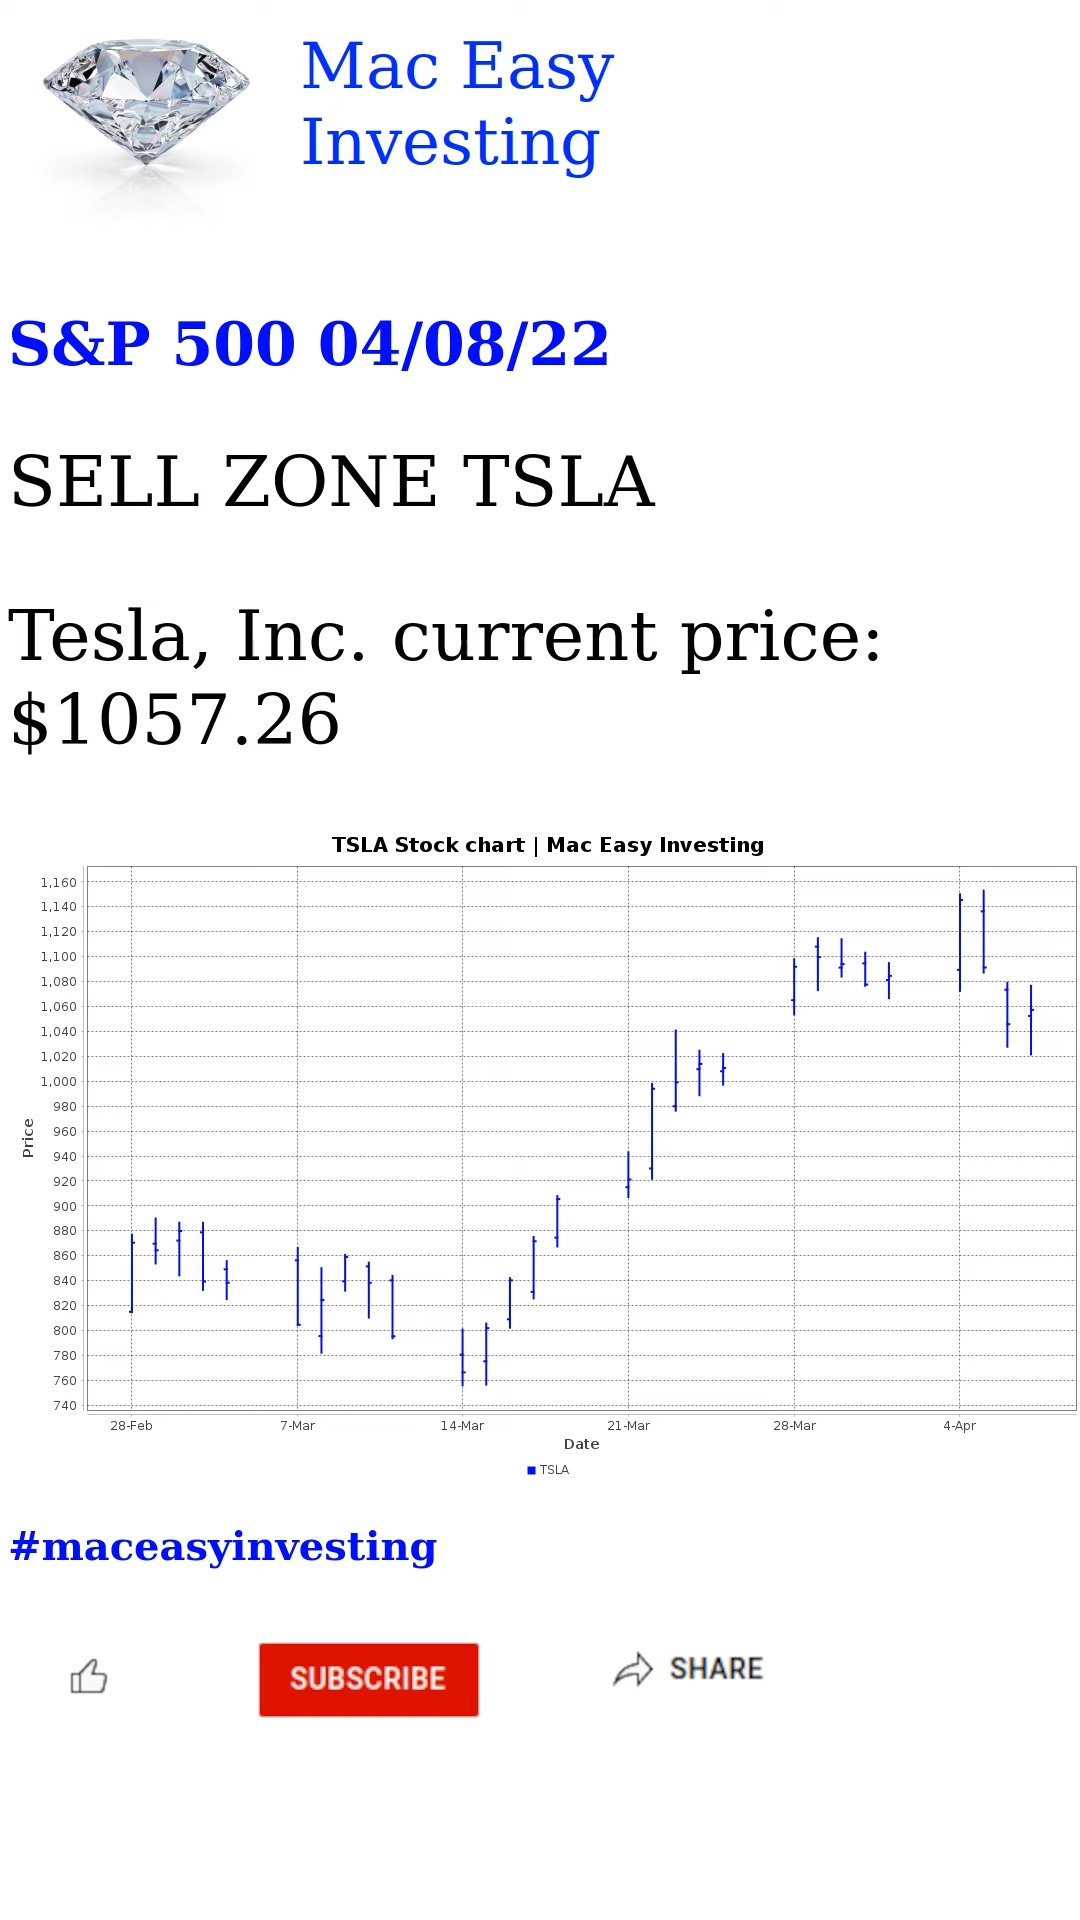 Mac Easy
Investing
S&P 500 04/08/22
SELL ZONE TSLA
Tesla, Inc. current price:
$1057.26
TSLA Stock chart | Mac Easy Investing
1,160
1,140
1,120
1,100
1,080
1,060
1,040
1,020
1,000
980
960
940
920
900
880
860
840
820
800
780
760
740
Price
28-Feb 7-Mar 14-Mar 21-Mar 28-Mar 4-Apr
Date
TSLA
#maceasyinvesting
SUBSCRIBE SHARE